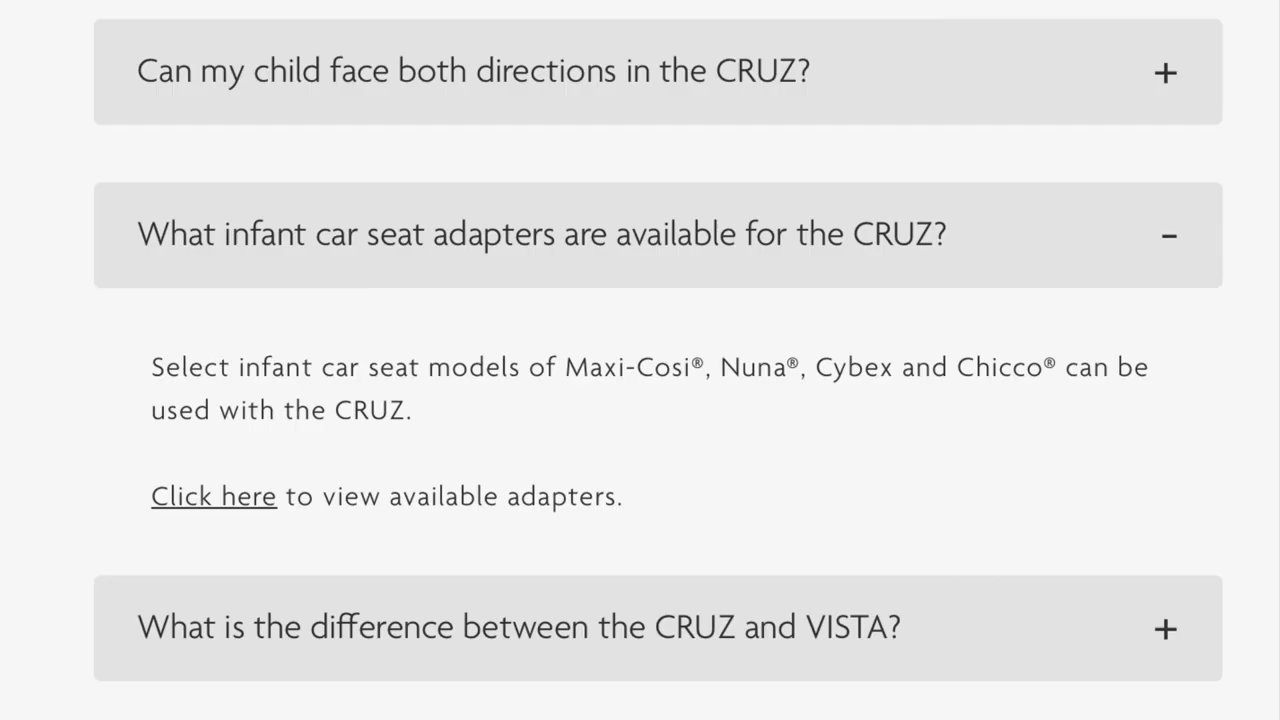 Can my child face both directions in the CRUZ? +
What infant car seat adapters are available for the CRUZ? -
Select infant car seat models of Maxi-Cosi®, Nuna®, Cybex and Chicco® can be
used with the CRUZ.
Click here to view available adapters.
What is the difference between the CRUZ and VISTA? +